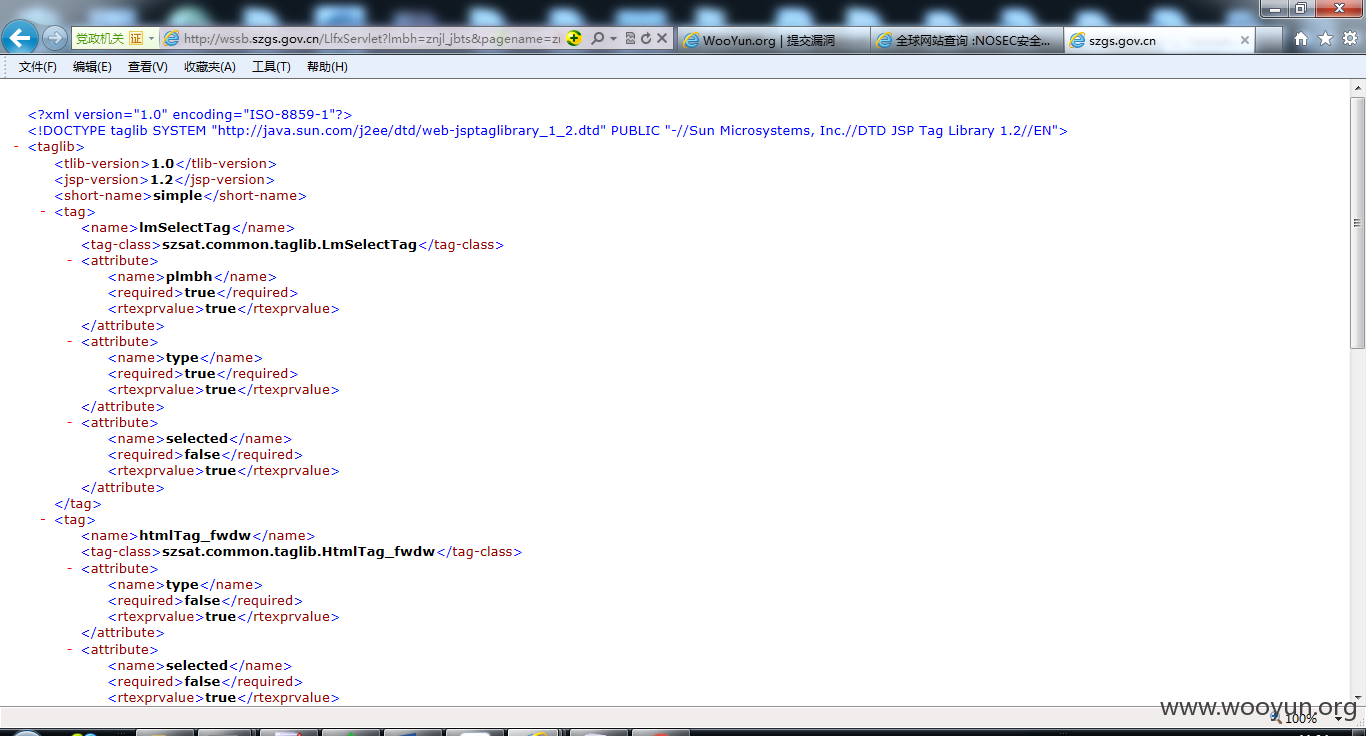 党政机关 证 http://wssb.szgs.gov.cn/LlfxServlet?lmbh=znjl_jbts&pagename=zi WooYun.org | 提交漏洞 全球网站查询 :NOSEC安全... szgs.gov.cn
文件(F) 编辑(E) 查看(V) 收藏夹(A) 工具(T) 帮助(H)
<?xml version="1.0" encoding="ISO-8859-1"?>
<!DOCTYPE taglib SYSTEM "http://java.sun.com/j2ee/dtd/web-jsptaglibrary_1_2.dtd" PUBLIC "-//Sun Microsystems, Inc.//DTD JSP Tag Library 1.2//EN">
- <taglib>
<tlib-version>1.0</tlib-version>
<jsp-version>1.2</jsp-version>
<short-name>simple</short-name>
- <tag>
<name>lmSelectTag</name>
<tag-class>szsat.common.taglib.LmSelectTag</tag-class>
- <attribute>
<name>plmbh</name>
<required>true</required>
<rtexprvalue>true</rtexprvalue>
</attribute>
- <attribute>
<name>type</name>
<required>true</required>
<rtexprvalue>true</rtexprvalue>
</attribute>
- <attribute>
<name>selected</name>
<required>false</required>
<rtexprvalue>true</rtexprvalue>
</attribute>
</tag>
- <tag>
<name>htmlTag_fwdw</name>
<tag-class>szsat.common.taglib.HtmlTag_fwdw</tag-class>
- <attribute>
<name>type</name>
<required>false</required>
<rtexprvalue>true</rtexprvalue>
</attribute>
- <attribute>
<name>selected</name>
<required>false</required>
<rtexprvalue>true</rtexprvalue>
www.wooyun.org
100%